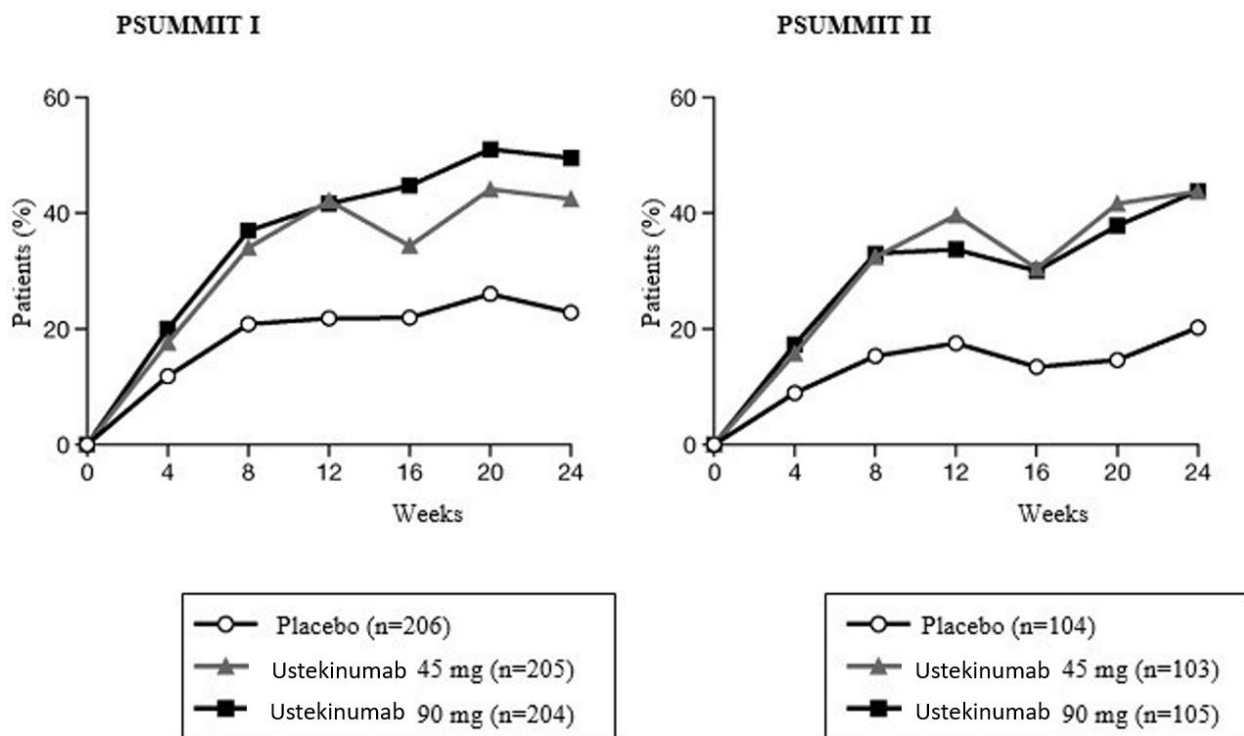 PSUMMIT I
PSUMMIT II
Patients (%)
60
40
20
0
0 4 8 12 16 20 24
Weeks
Patients (%)
60
40
20
0
0 4 8 12 16 20 24
Weeks
Placebo (n=206)
Ustekinumab 45 mg (n=205)
Ustekinumab 90 mg (n=204)
Placebo (n=104)
Ustekinumab 45 mg (n=103)
Ustekinumab 90 mg (n=105)